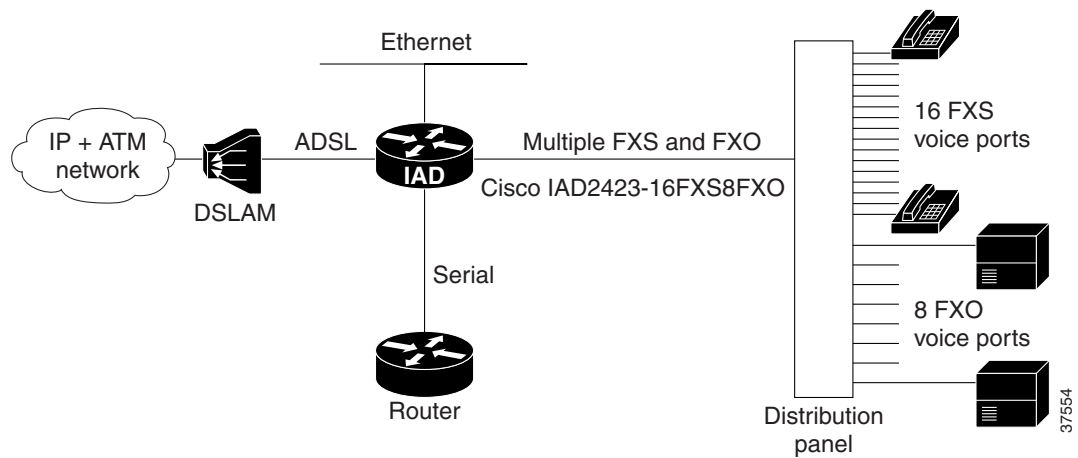 Ethernet
IP + ATM
network
ADSL
DSLAM
IAD
Multiple FXS and FXO
Cisco IAD2423-16FXS8FXO
16 FXS
voice ports
Serial
8 FXO
voice ports
Router
Distribution
panel
37554